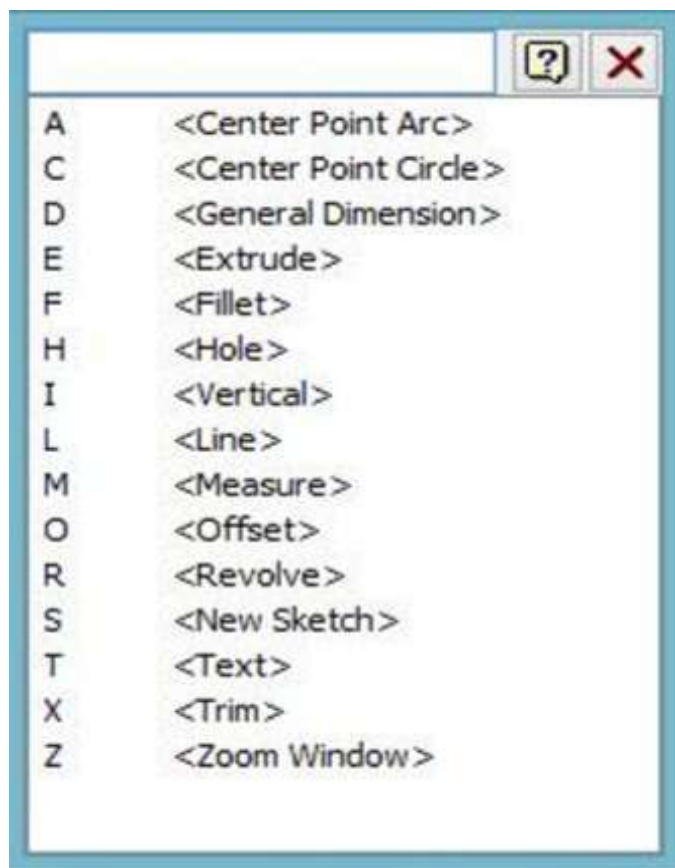 ?
A <Center Point Arc>
C <Center Point Circle>
D <General Dimension>
E <Extrude>
F <Fillet>
H <Hole>
I <Vertical>
L <Line>
M <Measure>
O <Offset>
R <Revolve>
S <New Sketch>
T <Text>
X <Trim>
Z <Zoom Window>